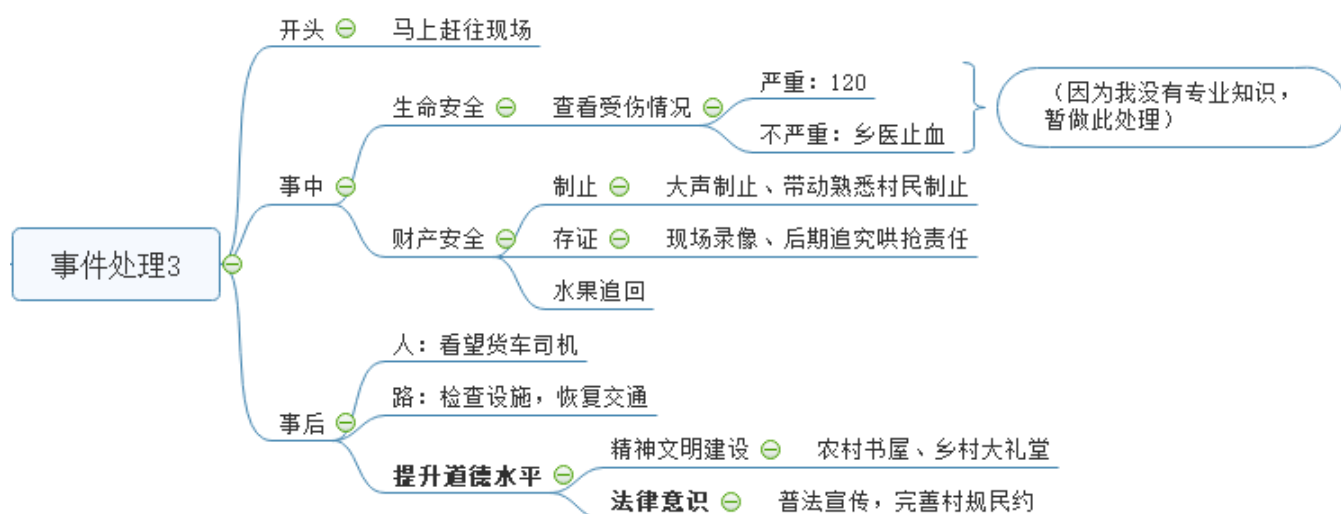 事件处理3
开头
马上赶往现场
事中
生命安全
查看受伤情况
严重：120
不严重：乡医止血
（因为我没有专业知识，
暂做此处理）
财产安全
制止
大声制止、带动熟悉村民制止
存证
现场录像、后期追究哄抢责任
水果追回
事后
人：看望货车司机
路：检查设施，恢复交通
提升道德水平
精神文明建设
农村书屋、乡村大礼堂
法律意识
普法宣传，完善村规民约